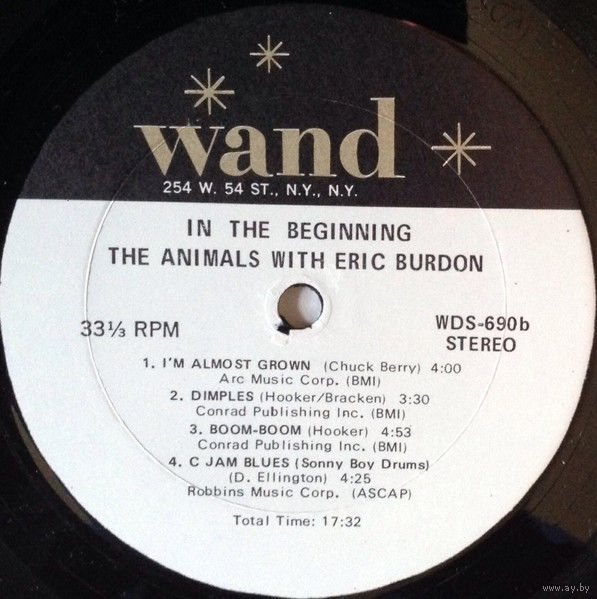 wand
254 W. 54 ST., N.Y., N.Y.
IN THE BEGINNING
THE ANIMALS WITH ERIC BURDON
33⅓ RPM
WDS-690b
STEREO
1. I'M ALMOST GROWN (Chuck Berry) 4:00
Arc Music Corp. (BMI)
2. DIMPLES (Hooker/Bracken) 3:30
Conrad Publishing Inc. (BMI)
3. BOOM-BOOM (Hooker) 4:53
Conrad Publishing Inc. (BMI)
4. C JAM BLUES (Sonny Boy Drums)
(D. Ellington) 4:25
Robbins Music Corp. (ASCAP)
Total Time: 17:32
www.ay.by